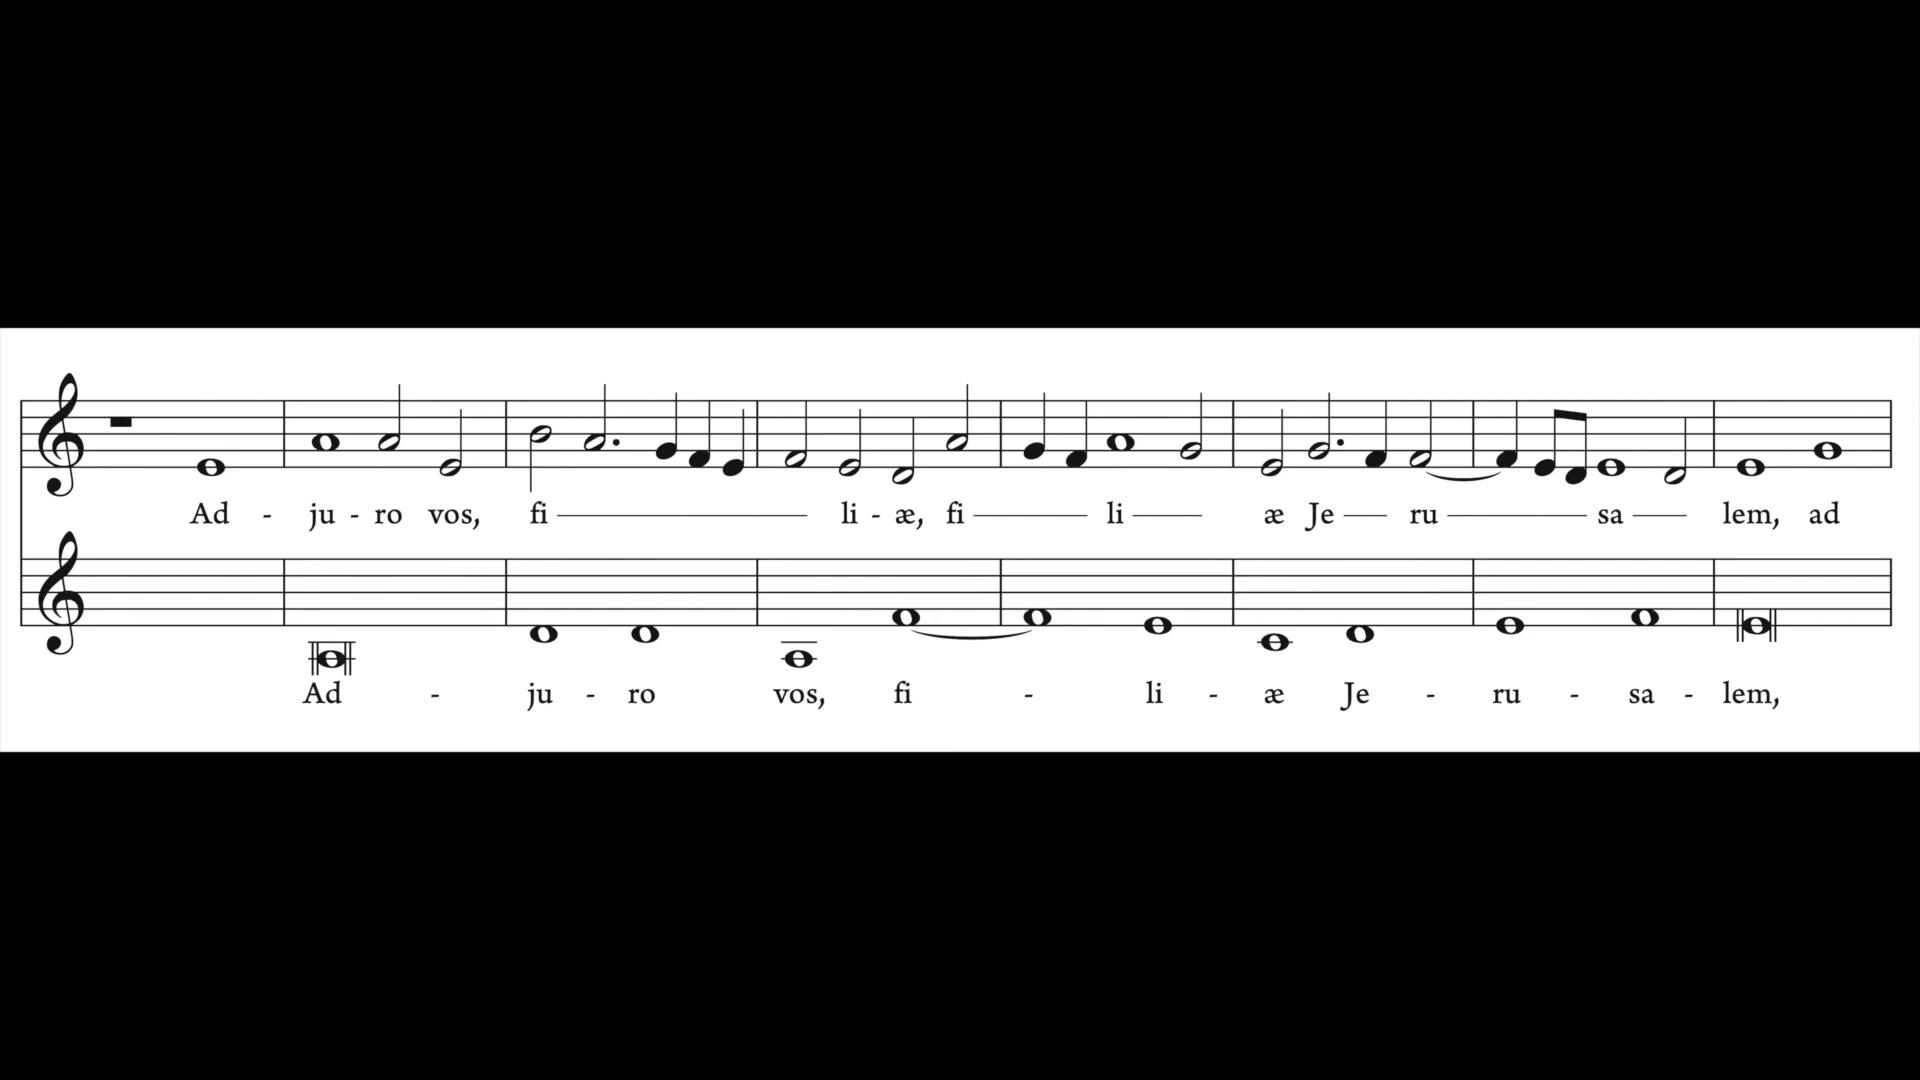 Ad - ju - ro vos, fi li - æ, fi li æ Je ru sa lem, ad
Ad - ju - ro vos, fi - li - æ Je - ru - sa - lem,